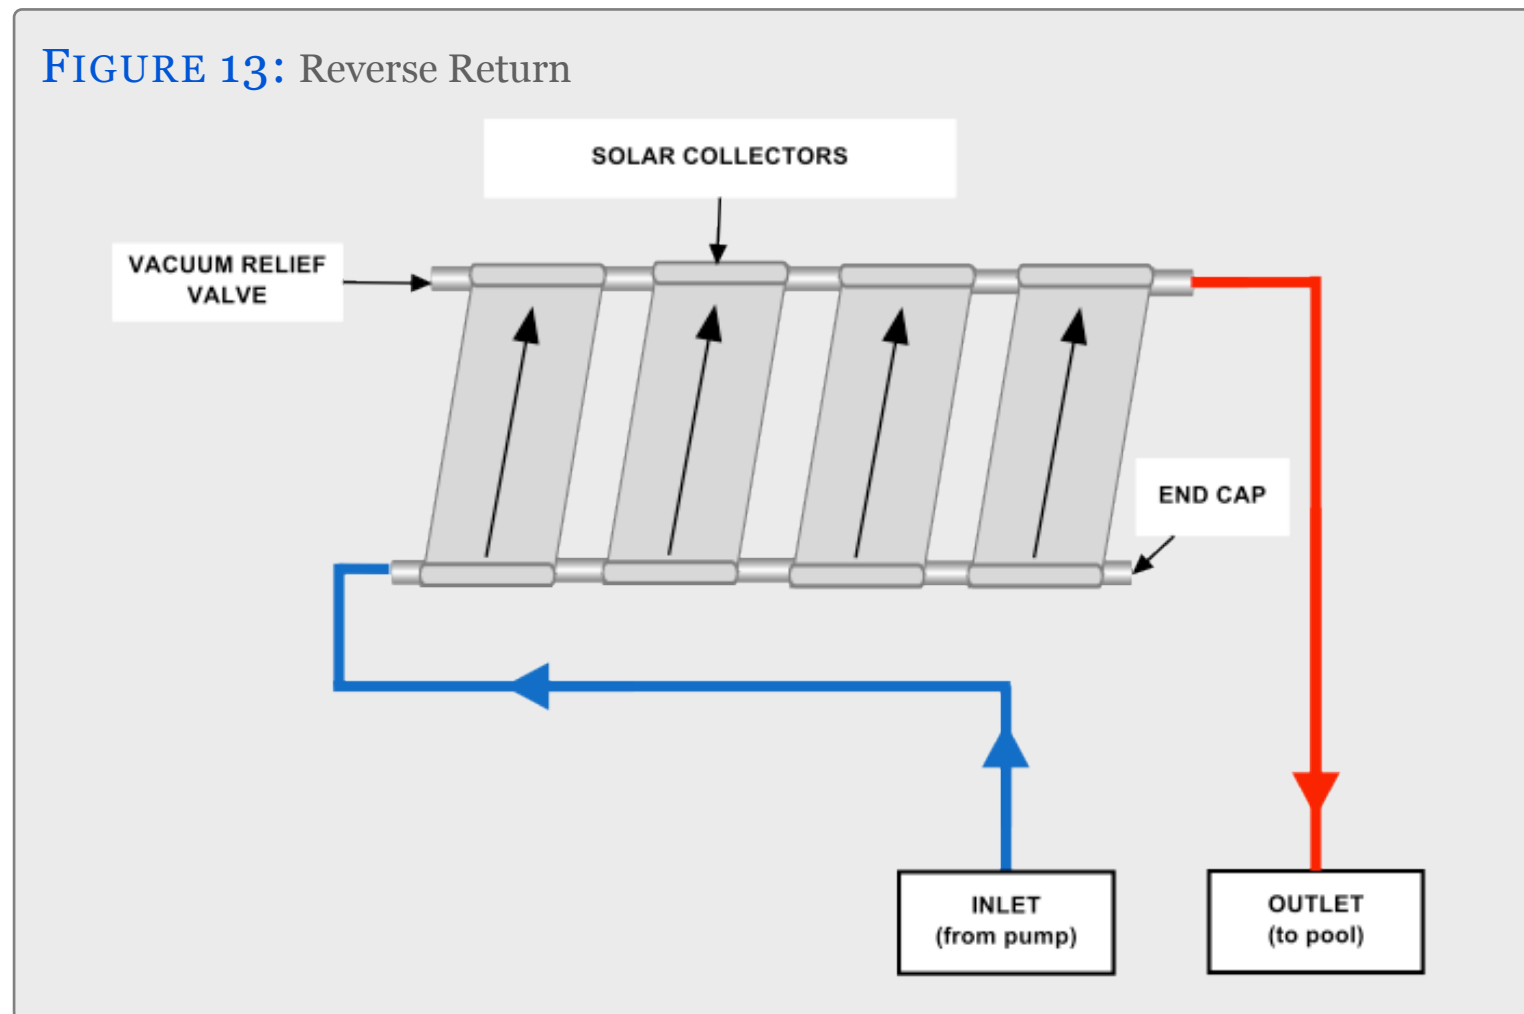 FIGURE 13: Reverse Return
SOLAR COLLECTORS
VACUUM RELIEF
VALVE
END CAP
INLET
(from pump)
OUTLET
(to pool)